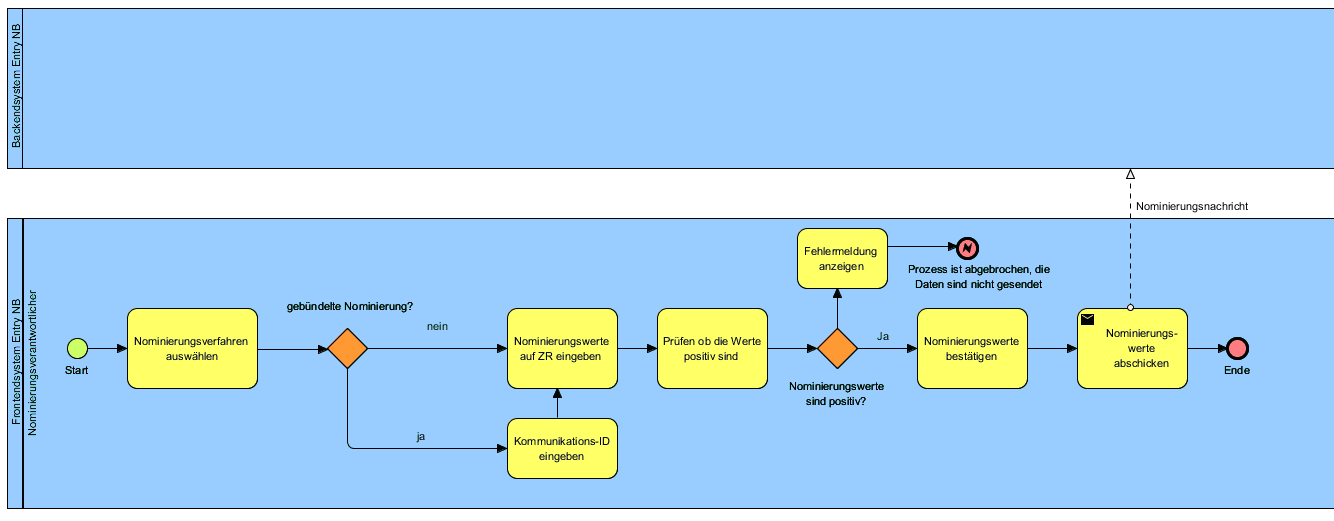 Backendsystem Entry NB
Nominierungsnachricht
Frontendsystem Entry NB
Nominierungsverantwortlicher
Start
Nominierungsverfahren
auswählen
gebündelte Nominierung?
nein
ja
Kommunikations-ID
eingeben
Nominierungswerte
auf ZR eingeben
Prüfen ob die Werte
positiv sind
Nominierungswerte
sind positiv?
Fehlermeldung
anzeigen
Prozess ist abgebrochen, die
Daten sind nicht gesendet
Ja
Nominierungswerte
bestätigen
Nominierungs-
werte
abschicken
Ende